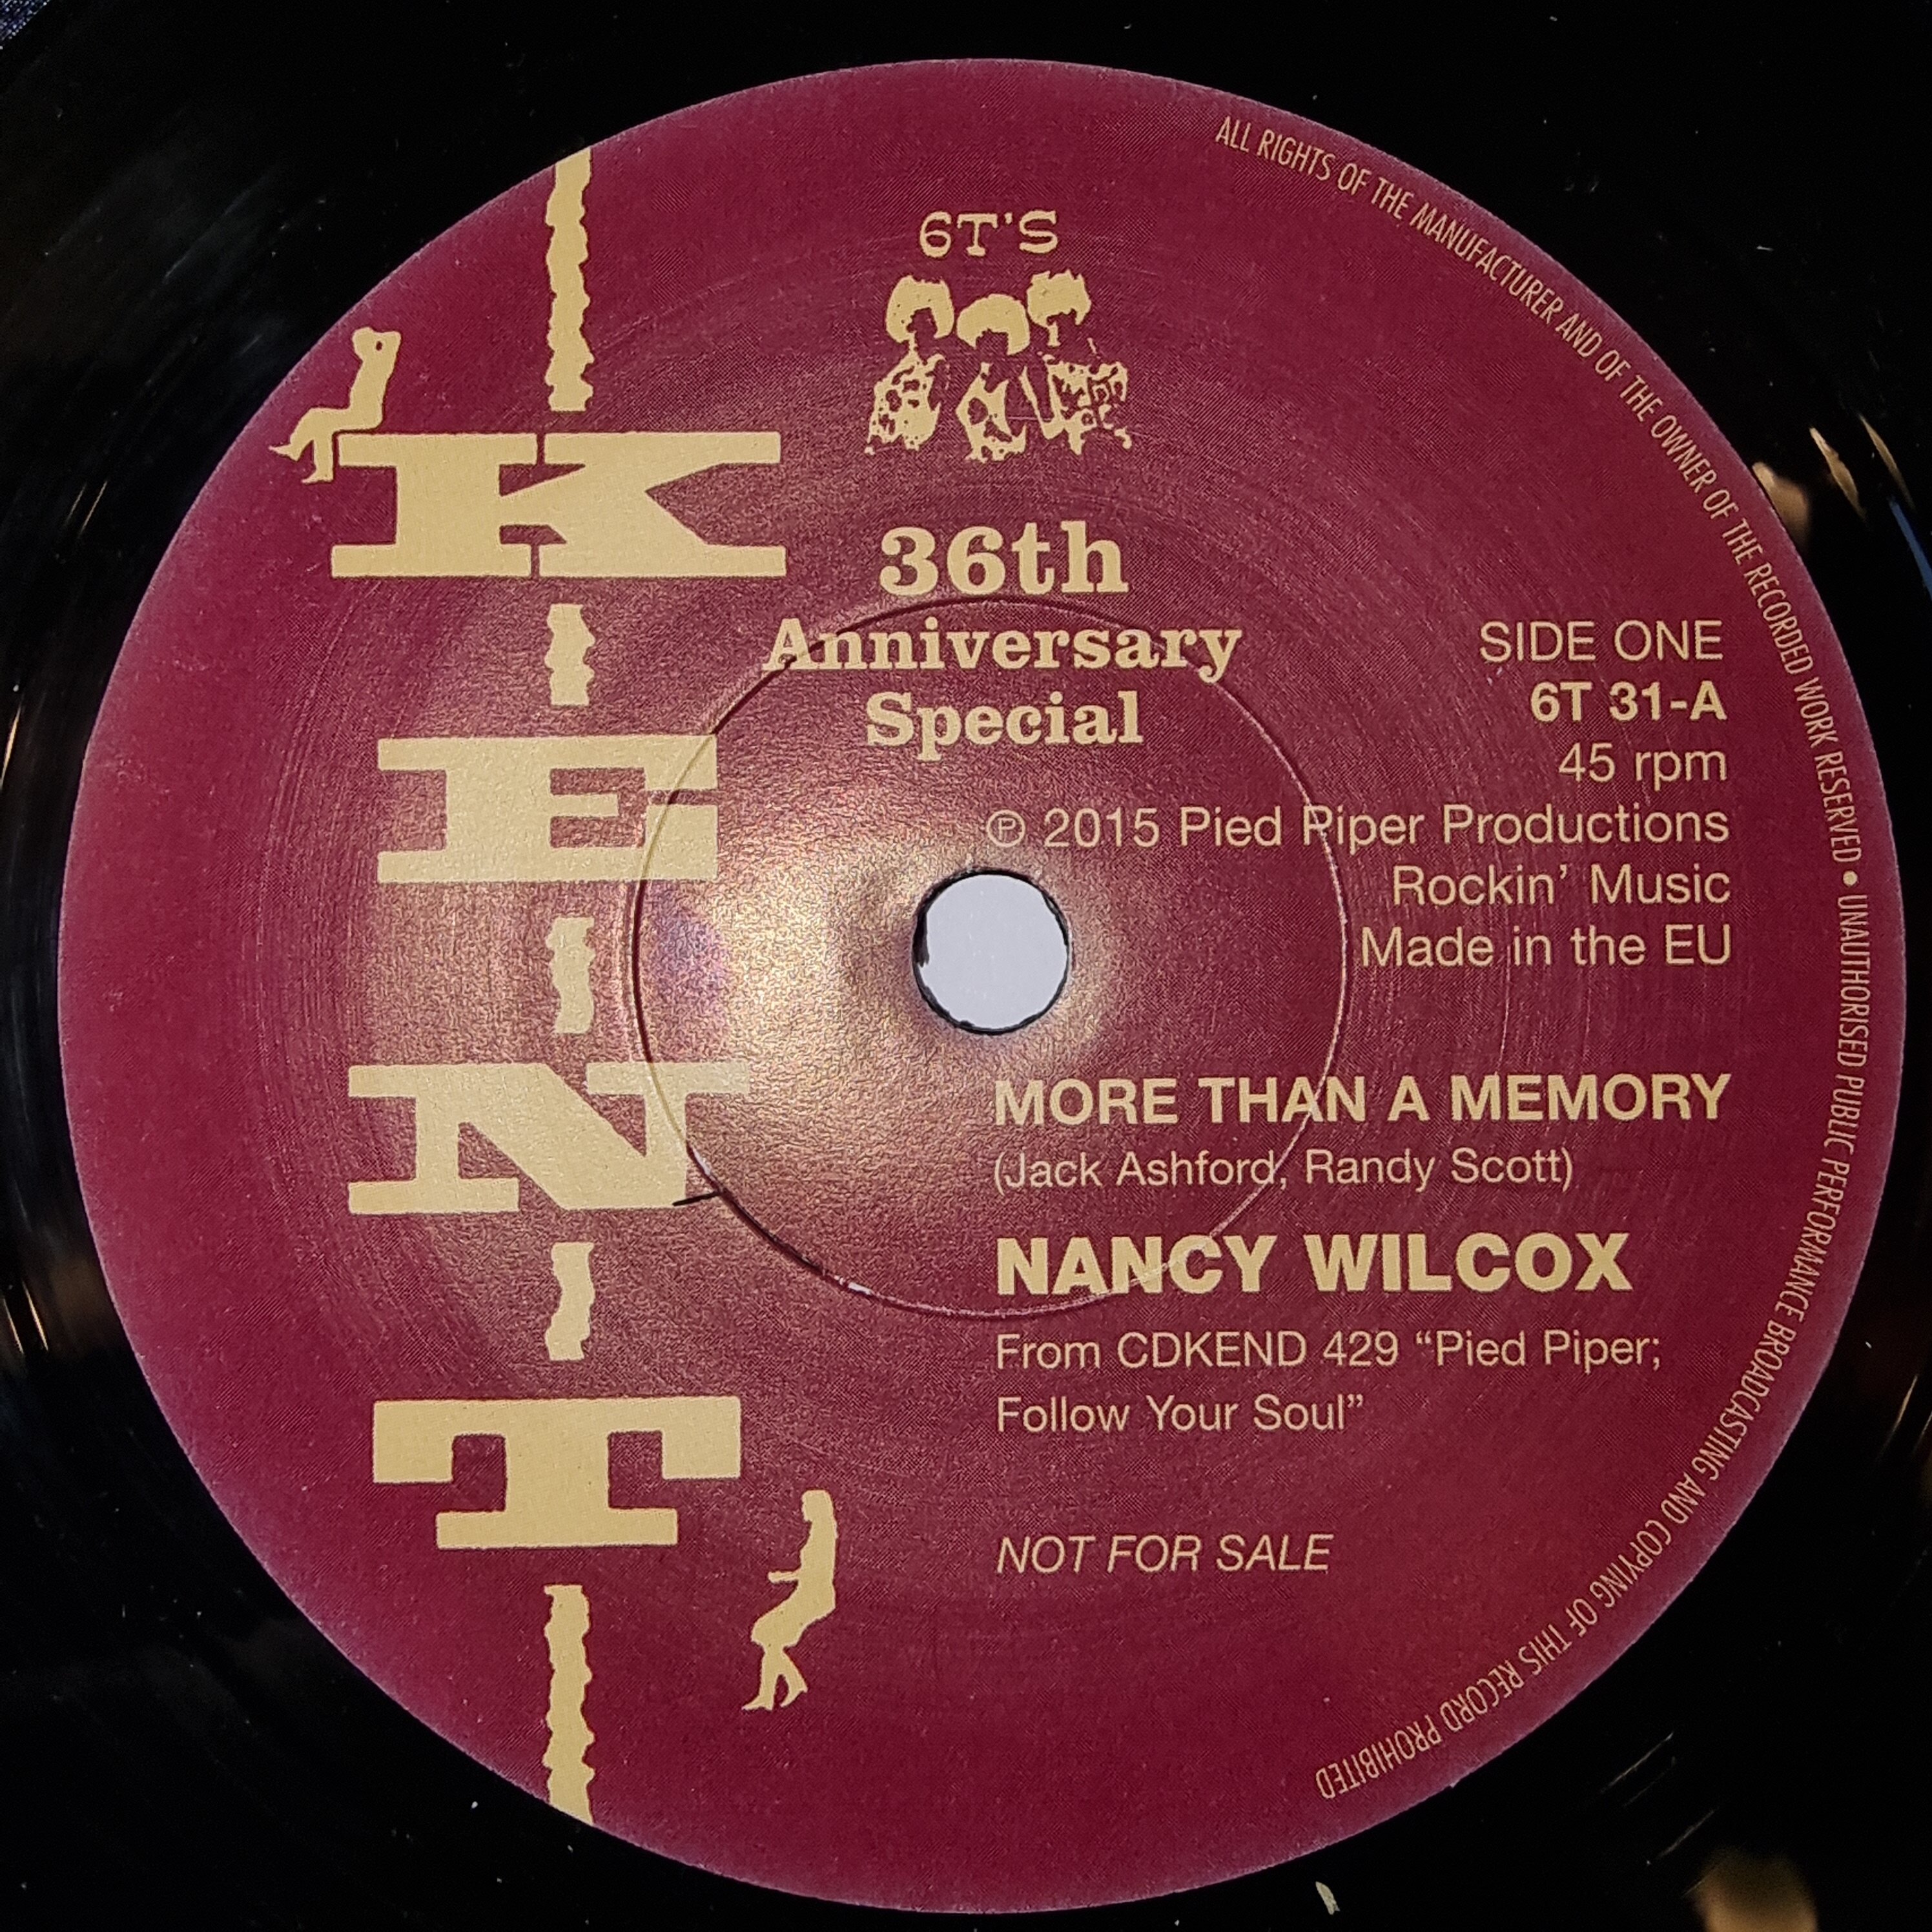 6T'S
KENT
36th
Anniversary
Special
SIDE ONE
6T 31-A
45 rpm
℗ 2015 Pied Piper Productions
Rockin’ Music
Made in the EU
MORE THAN A MEMORY
(Jack Ashford, Randy Scott)
NANCY WILCOX
From CDKEND 429 “Pied Piper;
Follow Your Soul”
NOT FOR SALE
ALL RIGHTS OF THE MANUFACTURER AND OF THE OWNER OF THE RECORDED WORK RESERVED • UNAUTHORISED PUBLIC PERFORMANCE BROADCASTING AND COPYING OF THIS RECORD PROHIBITED